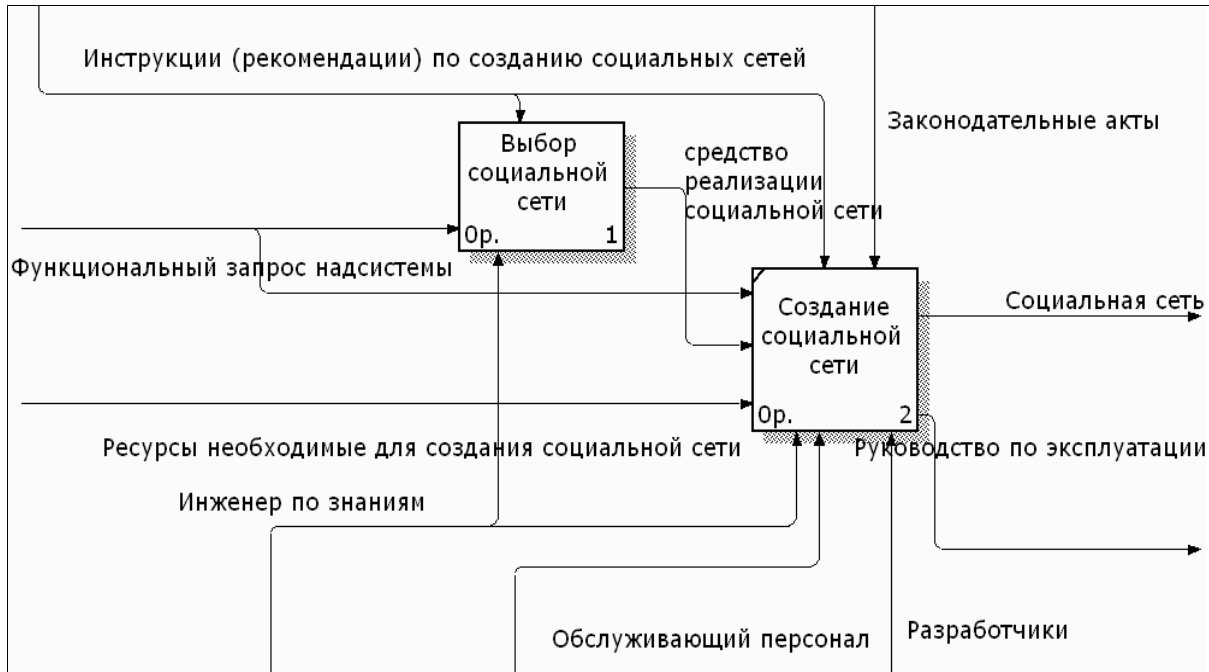 Инструкции (рекомендации) по созданию социальных сетей
Законодательные акты
Выбор
социальной
сети
0р. 1
средство
реализации
социальной сети
Функциональный запрос надсистемы
Создание
социальной
сети
0р. 2
Социальная сеть
Ресурсы необходимые для создания социальной сети
Руководство по эксплуатации
Инженер по знаниям
Обслуживающий персонал
Разработчики